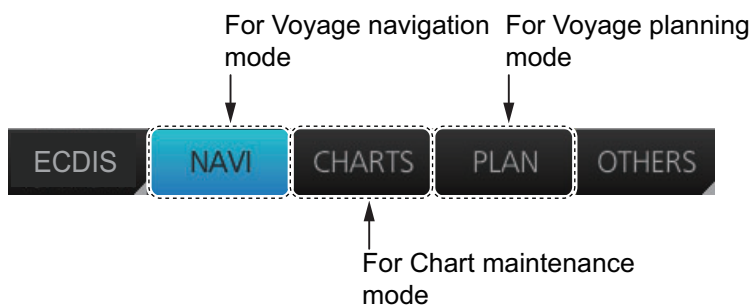 For Voyage navigation mode
For Voyage planning mode
ECDIS NAVI CHARTS PLAN OTHERS
For Chart maintenance mode